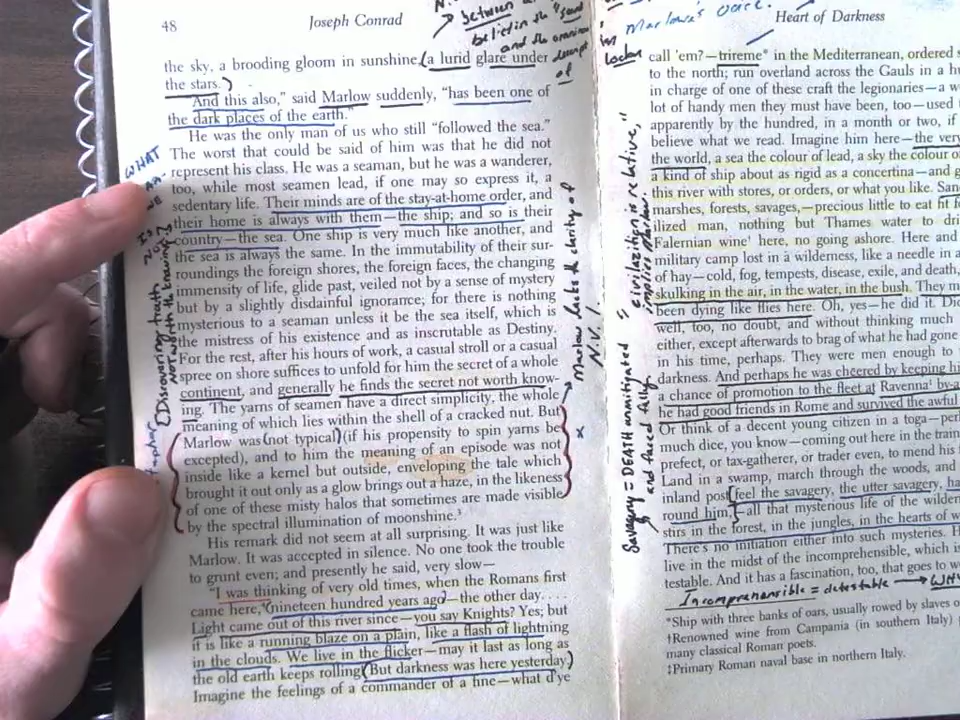 48
Joseph Conrad
between
belief in the
and the
of
the sky, a brooding gloom in sunshine, (a lurid glare under
the stars.)
"And this also," said Marlow suddenly, "has been one of
the dark places of the earth."
He was the only man of us who still "followed the sea."
The worst that could be said of him was that he did not
represent his class. He was a seaman, but he was a wanderer,
too, while most seamen lead, if one may so express it, a
sedentary life. Their minds are of the stay-at-home order, and
their home is always with them—the ship; and so is their
country—the sea. One ship is very much like another, and
the sea is always the same. In the immutability of their sur-
roundings the foreign shores, the foreign faces, the changing
immensity of life, glide past, veiled not by a sense of mystery
but by a slightly disdainful ignorance; for there is nothing
mysterious to a seaman unless it be the sea itself, which is
the mistress of his existence and as inscrutable as Destiny.
For the rest, after his hours of work, a casual stroll or a casual
spree on shore suffices to unfold for him the secret of a whole
continent, and generally he finds the secret not worth know-
ing. The yarns of seamen have a direct simplicity, the whole
meaning of which lies within the shell of a cracked nut. But
Marlow was (not typical) (if his propensity to spin yarns be
excepted), and to him the meaning of an episode was not
inside like a kernel but outside, enveloping the tale which
brought it out only as a glow brings out a haze, in the likeness
of one of these misty halos that sometimes are made visible
by the spectral illumination of moonshine.³
His remark did not seem at all surprising. It was just like
Marlow. It was accepted in silence. No one took the trouble
to grunt even; and presently he said, very slow—
"I was thinking of very old times, when the Romans first
came here, (nineteen hundred years ago—the other day. . . .
Light came out of this river since—you say Knights? Yes; but
it is like a running blaze on a plain, like a flash of lightning
in the clouds. We live in the flicker—may it last as long as
the old earth keeps rolling! (But darkness was here yesterday.)
Imagine the feelings of a commander of a fine—what d'ye
WHAT
Discovering truth
Not worth the
Marlow lacks the clarity of
N.V.!
Marlow's voice.
Heart of Darkness
call 'em?—trireme* in the Mediterranean, ordered
to the north; run overland across the Gauls in a
in charge of one of these craft the legionaries—a
lot of handy men they must have been, too—used
apparently by the hundred, in a month or two, if
believe what we read. Imagine him here—the very
the world, a sea the colour of lead, a sky the colour
a kind of ship about as rigid as a concertina—and
this river with stores, or orders, or what you like.
marshes, forests, savages,—precious little to eat fit
ilized man, nothing but Thames water to
Falernian wine† here, no going ashore. Here and
military camp lost in a wilderness, like a needle in
of hay—cold, fog, tempests, disease, exile, and death,
skulking in the air, in the water, in the bush. They
been dying like flies here. Oh, yes—he did it.
well, too, no doubt, and without thinking much
either, except afterwards to brag of what he had gone
in his time, perhaps. They were men enough to
darkness. And perhaps he was cheered by keeping
a chance of promotion to the fleet at Ravenna‡
he had good friends in Rome and survived the awful
Or think of a decent young citizen in a toga—
much dice, you know—coming out here in the train
prefect, or tax-gatherer, or trader even, to mend his
Land in a swamp, march through the woods, and
inland post [feel the savagery, the utter savagery,
round him,]—all that mysterious life of the
stirs in the forest, in the jungles, in the hearts of
There's no initiation either into such mysteries.
live in the midst of the incomprehensible, which is
testable. And it has a fascination, too, that
Incomprehensible = detestable → WHY
*Ship with three banks of oars, usually rowed by slaves
†Renowned wine from Campania (in southern Italy)
many classical Roman poets.
‡Primary Roman naval base in northern Italy.
"civilization is relative,"
Savagery = DEATH unmitigated